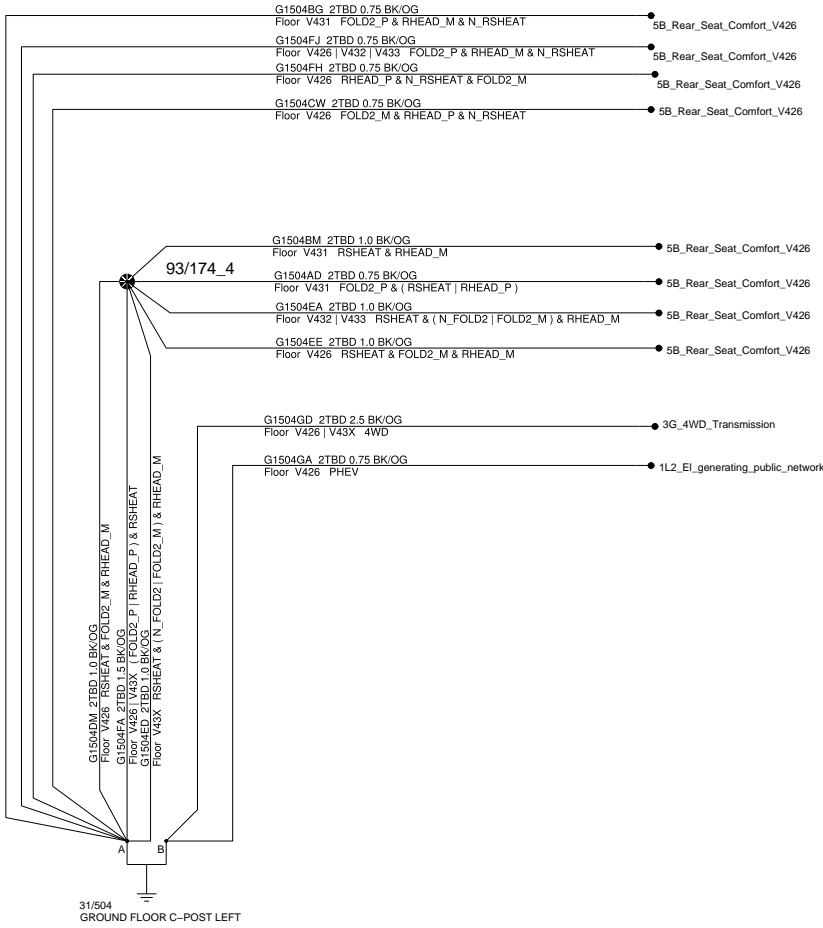 G1504BG 2TBD 0.75 BK/OG
Floor V431 FOLD2_P & RHEAD_M & N_RSHEAT
5B_Rear_Seat_Comfort_V426
G1504FJ 2TBD 0.75 BK/OG
Floor V426 | V432 | V433 FOLD2_P & RHEAD_M & N_RSHEAT
5B_Rear_Seat_Comfort_V426
G1504FH 2TBD 0.75 BK/OG
Floor V426 RHEAD_P & N_RSHEAT & FOLD2_M
5B_Rear_Seat_Comfort_V426
G1504CW 2TBD 0.75 BK/OG
Floor V426 FOLD2_M & RHEAD_P & N_RSHEAT
5B_Rear_Seat_Comfort_V426
G1504BM 2TBD 1.0 BK/OG
Floor V431 RSHEAT & RHEAD_M
5B_Rear_Seat_Comfort_V426
93/174_4
G1504AD 2TBD 0.75 BK/OG
Floor V431 FOLD2_P & ( RSHEAT | RHEAD_P )
5B_Rear_Seat_Comfort_V426
G1504EA 2TBD 1.0 BK/OG
Floor V432 | V433 RSHEAT & ( N_FOLD2 | FOLD2_M ) & RHEAD_M
5B_Rear_Seat_Comfort_V426
G1504EE 2TBD 1.0 BK/OG
Floor V426 RSHEAT & FOLD2_M & RHEAD_M
5B_Rear_Seat_Comfort_V426
G1504GD 2TBD 2.5 BK/OG
Floor V426 | V43X 4WD
3G_4WD_Transmission
G1504GA 2TBD 0.75 BK/OG
Floor V426 PHEV
1L2_El_generating_public_network
G1504DM 2TBD 1.0 BK/OG
Floor V426 RSHEAT & FOLD2_M & RHEAD_M
G1504FA 2TBD 1.5 BK/OG
Floor V426 | V43X ( FOLD2_P | RHEAD_P ) & RSHEAT
G1504ED 2TBD 1.0 BK/OG
Floor V43X RSHEAT & ( N_FOLD2 | FOLD2_M ) & RHEAD_M
A
B
31/504
GROUND FLOOR C−POST LEFT